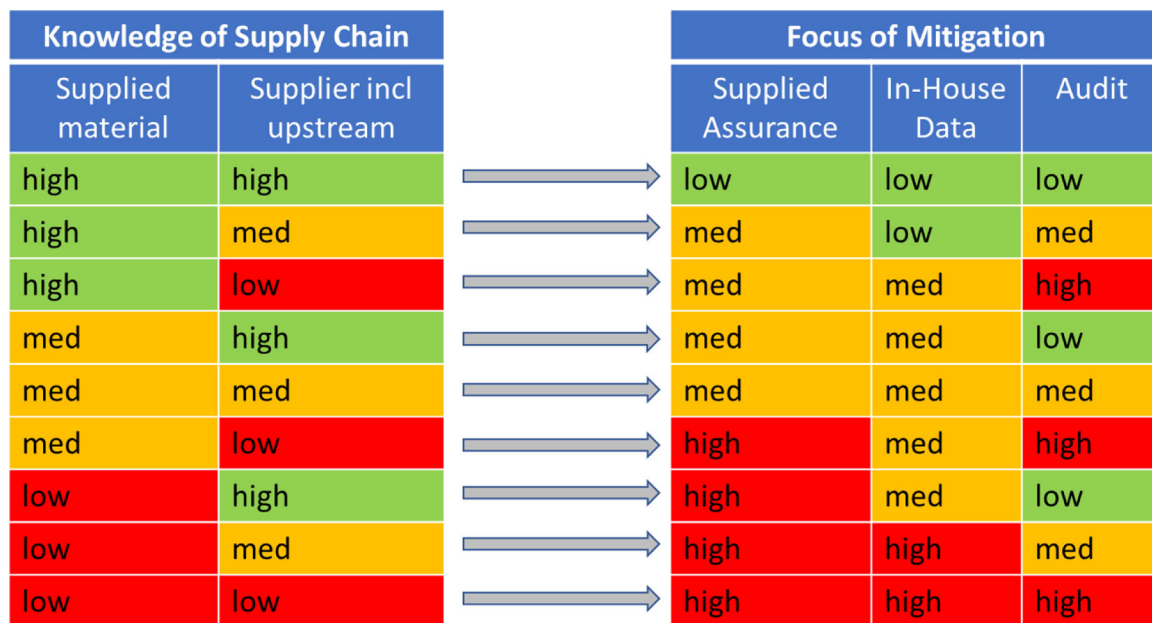 Knowledge of Supply Chain
Focus of Mitigation
Supplied material
Supplier incl upstream
Supplied Assurance
In-House Data
Audit
high high low low low
high med med low med
high low med med high
med high med med low
med med med med med
med low high med high
low high high med low
low med high high med
low low high high high